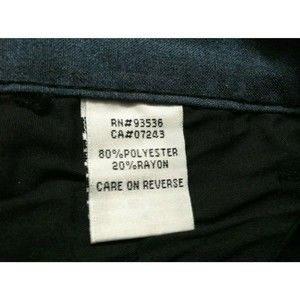 RN#93536
CA#07243
80%POLYESTER
20%RAYON
CARE ON REVERSE